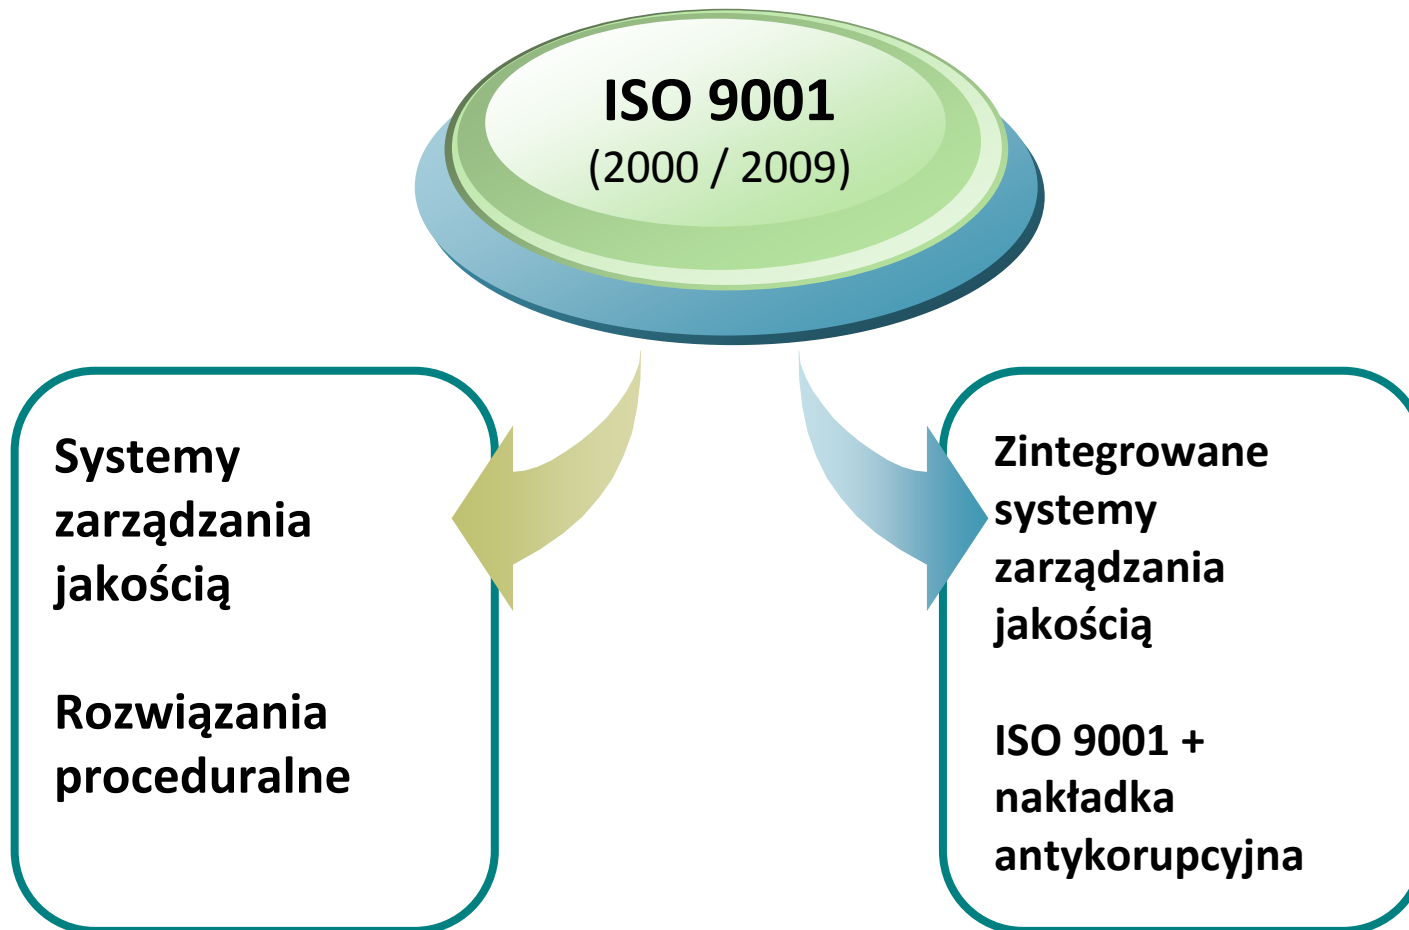 ISO 9001
(2000 / 2009)
Systemy
zarządzania
jakością
Rozwiązania
proceduralne
Zintegrowane
systemy
zarządzania
jakością
ISO 9001 +
nakładka
antykorupcyjna